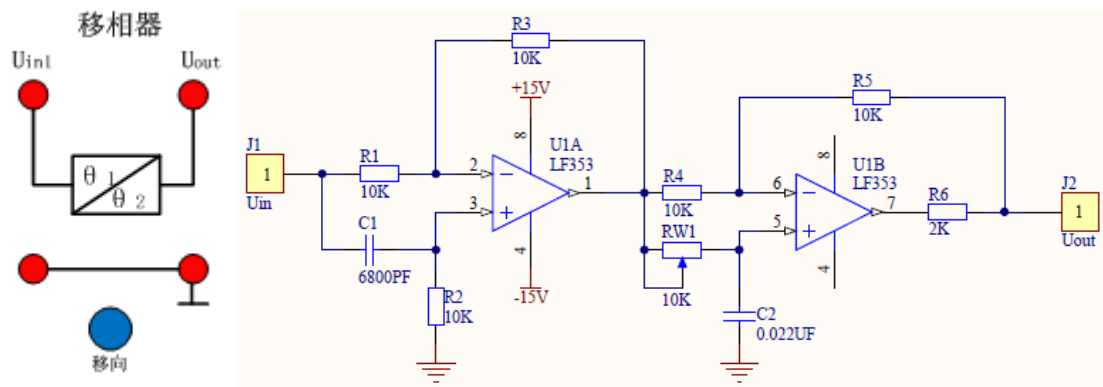 移相器
Uin1
Uout
θ 1
θ 2
移向
R3
10K
+15V
8
U1A
LF353
J1
1
Uin
R1
10K
2
3
1
C1
6800PF
4
-15V
R2
10K
R5
10K
8
U1B
LF353
R4
10K
6
5
7
R6
2K
J2
1
Uout
RW1
10K
4
C2
0.022UF